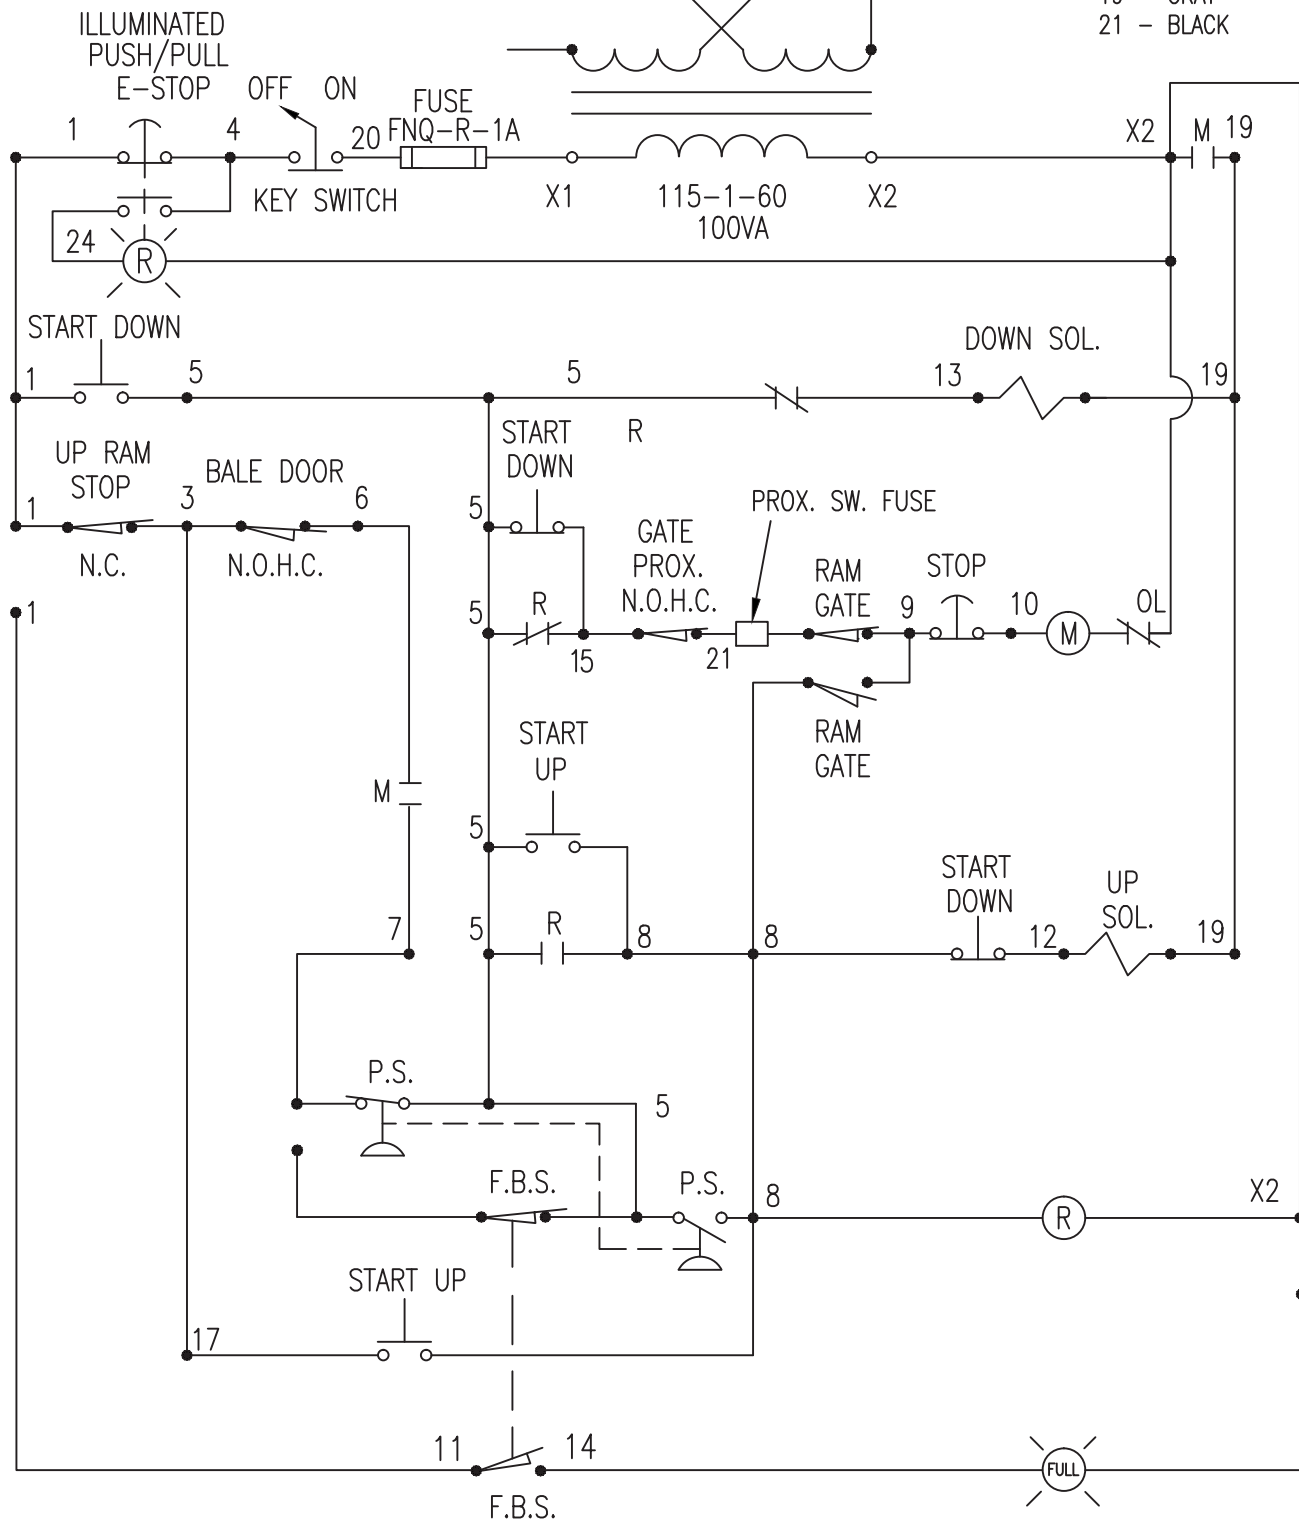 21 – BLACK
ILLUMINATED
PUSH/PULL
E–STOP
OFF ON
FUSE
FNQ–R–1A
1
4
20
X2
M
19
KEY SWITCH
X1
115–1–60
100VA
X2
24
R
START DOWN
DOWN SOL.
1
5
5
13
19
R
START
DOWN
UP RAM
STOP
BALE DOOR
1
3
6
5
PROX. SW. FUSE
N.C.
N.O.H.C.
GATE
PROX.
N.O.H.C.
RAM
GATE
STOP
1
5
R
15
21
9
10
M
OL
RAM
GATE
START
UP
M
5
START
DOWN
UP
SOL.
7
5
R
8
8
12
19
P.S.
5
F.B.S.
P.S.
8
R
X2
START UP
17
11
14
FULL
F.B.S.